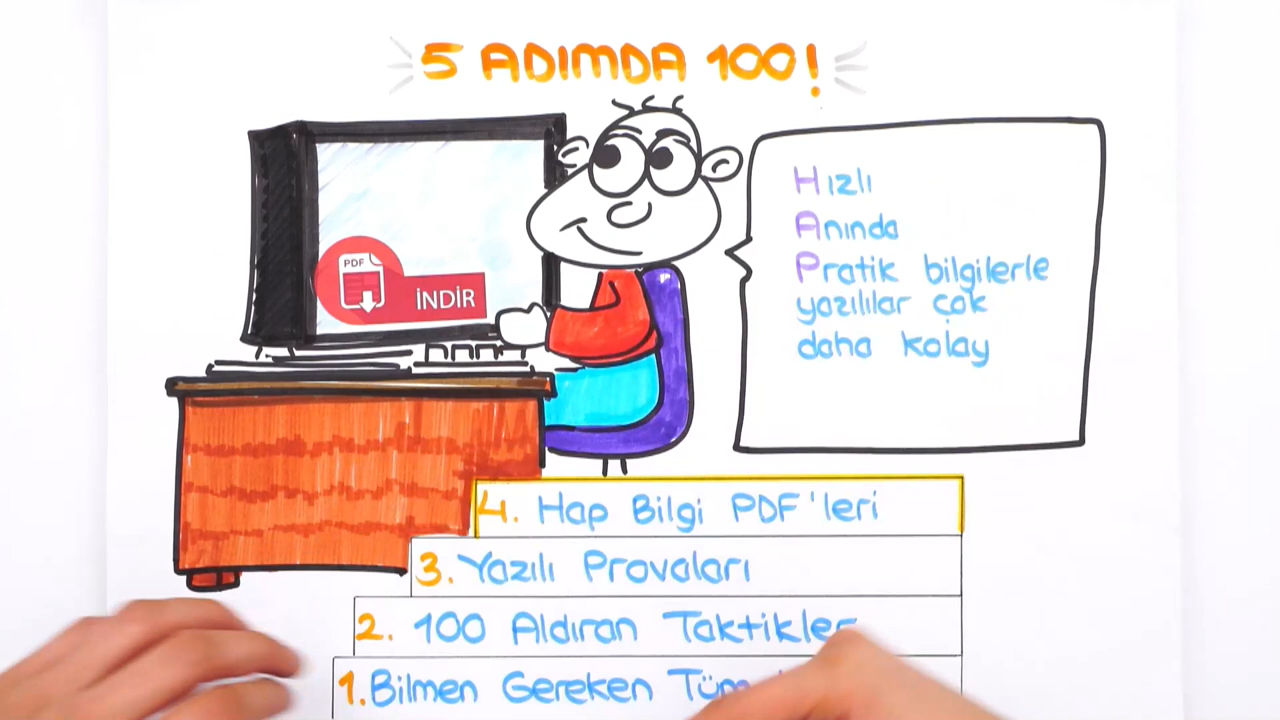 5 ADIMDA 100!
Hızlı
Anında
Pratik bilgilerle
yazılılar çok
daha kolay
PDF
İNDİR
4. Hap Bilgi PDF'leri
3. Yazılı Provaları
2. 100 Aldıran Taktikler
1. Bilmen Gereken